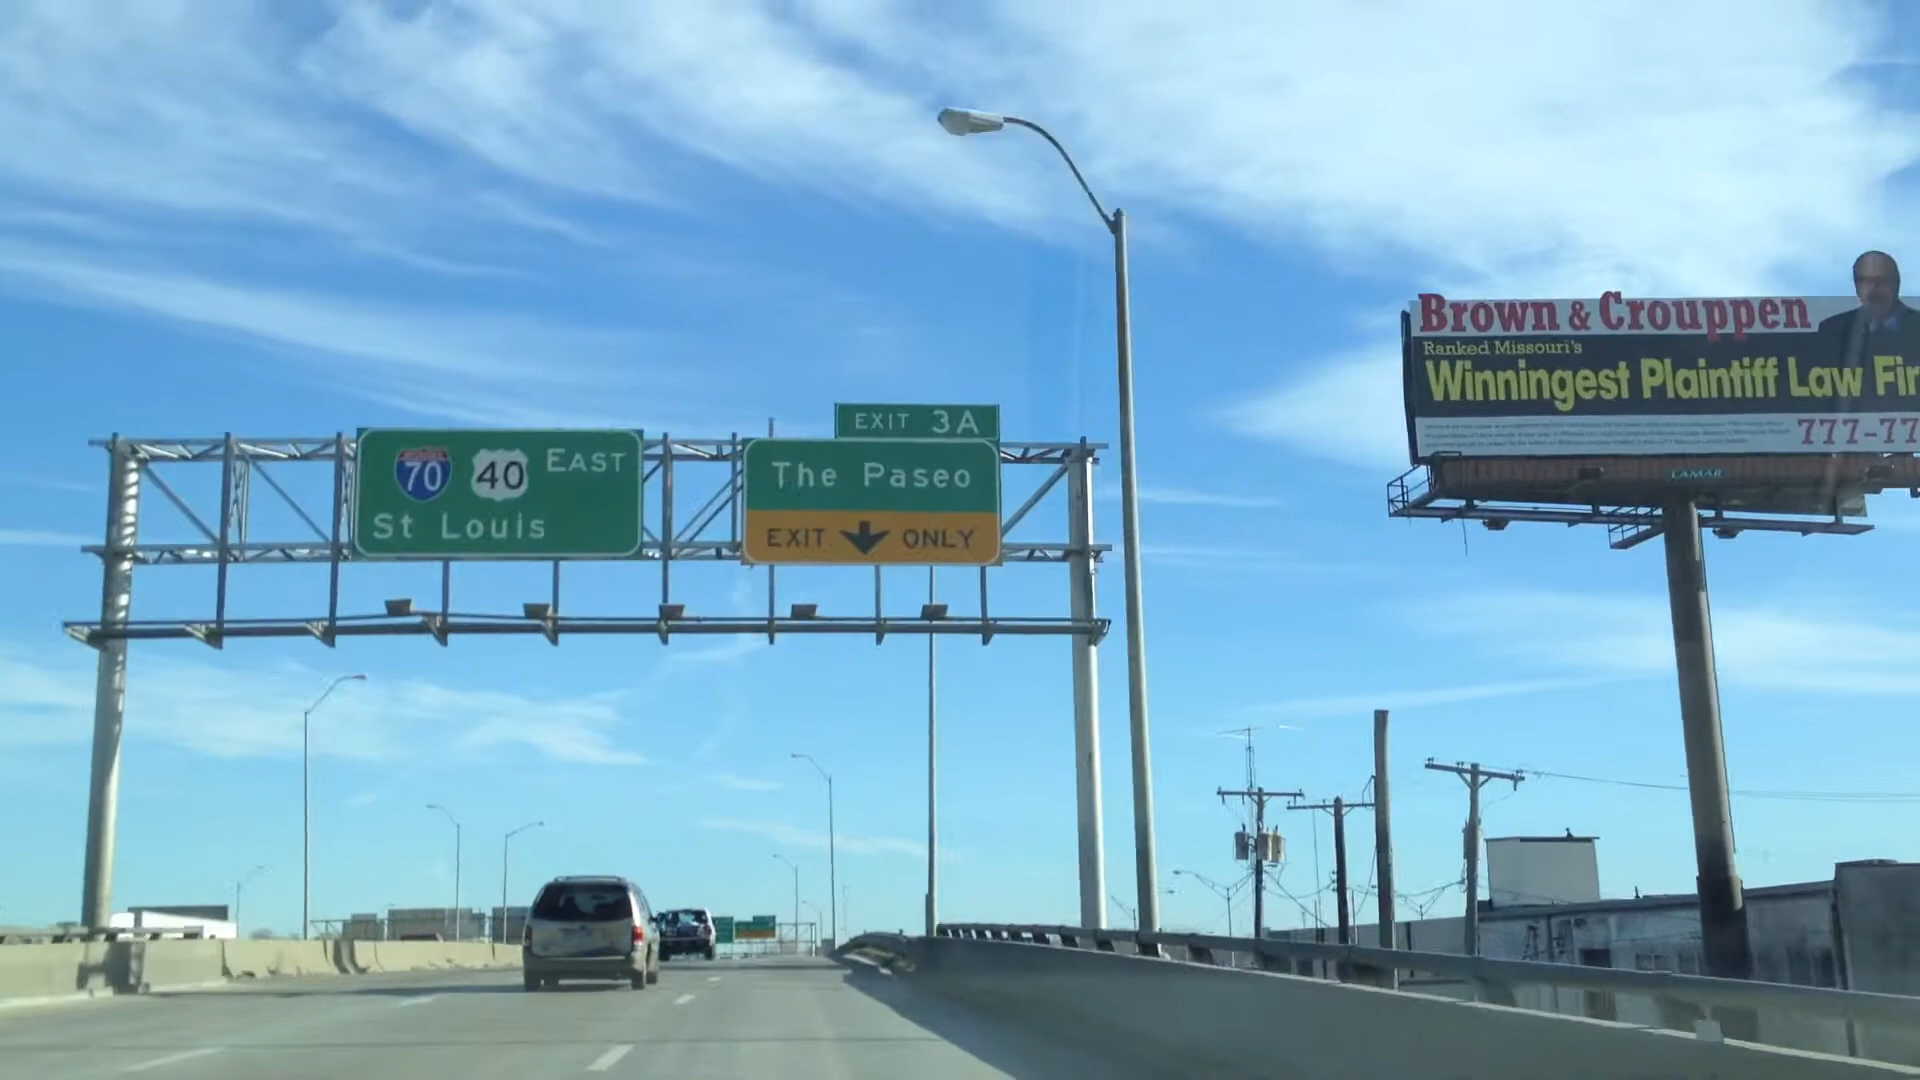 EXIT 3A
70 40 EAST
St Louis
The Paseo
EXIT ONLY
Brown & Crouppen
Ranked Missouri's
Winningest Plaintiff Law Fir
777-77
LAMAR